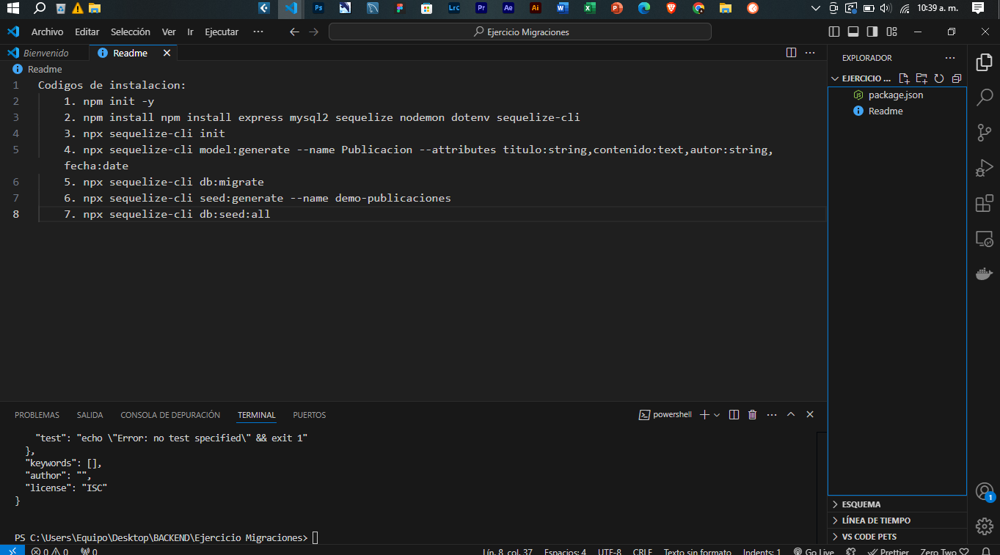 Ps
Lrc
Pr
Ae
Ai
10:39 a. m.
Archivo Editar Selección Ver Ir Ejecutar ···
Ejercicio Migraciones
Bienvenido
Readme
Readme
1 Codigos de instalacion:
2 1. npm init -y
3 2. npm install npm install express mysql2 sequelize nodemon dotenv sequelize-cli
4 3. npx sequelize-cli init
5 4. npx sequelize-cli model:generate --name Publicacion --attributes titulo:string,contenido:text,autor:string,
fecha:date
6 5. npx sequelize-cli db:migrate
7 6. npx sequelize-cli seed:generate --name demo-publicaciones
8 7. npx sequelize-cli db:seed:all
EXPLORADOR
EJERCICIO ...
package.json
Readme
ESQUEMA
LÍNEA DE TIEMPO
VS CODE PETS
1
PROBLEMAS SALIDA CONSOLA DE DEPURACIÓN TERMINAL PUERTOS
powershell
"test": "echo \"Error: no test specified\" && exit 1"
},
"keywords": [],
"author": "",
"license": "ISC"
}
PS C:\Users\Equipo\Desktop\BACKEND\Ejercicio Migraciones>
0 0 0
Lín. 8, col. 37 Espacios: 4 UTF-8 CRLF Texto sin formato Indents: 1 Go Live Prettier Zero Two